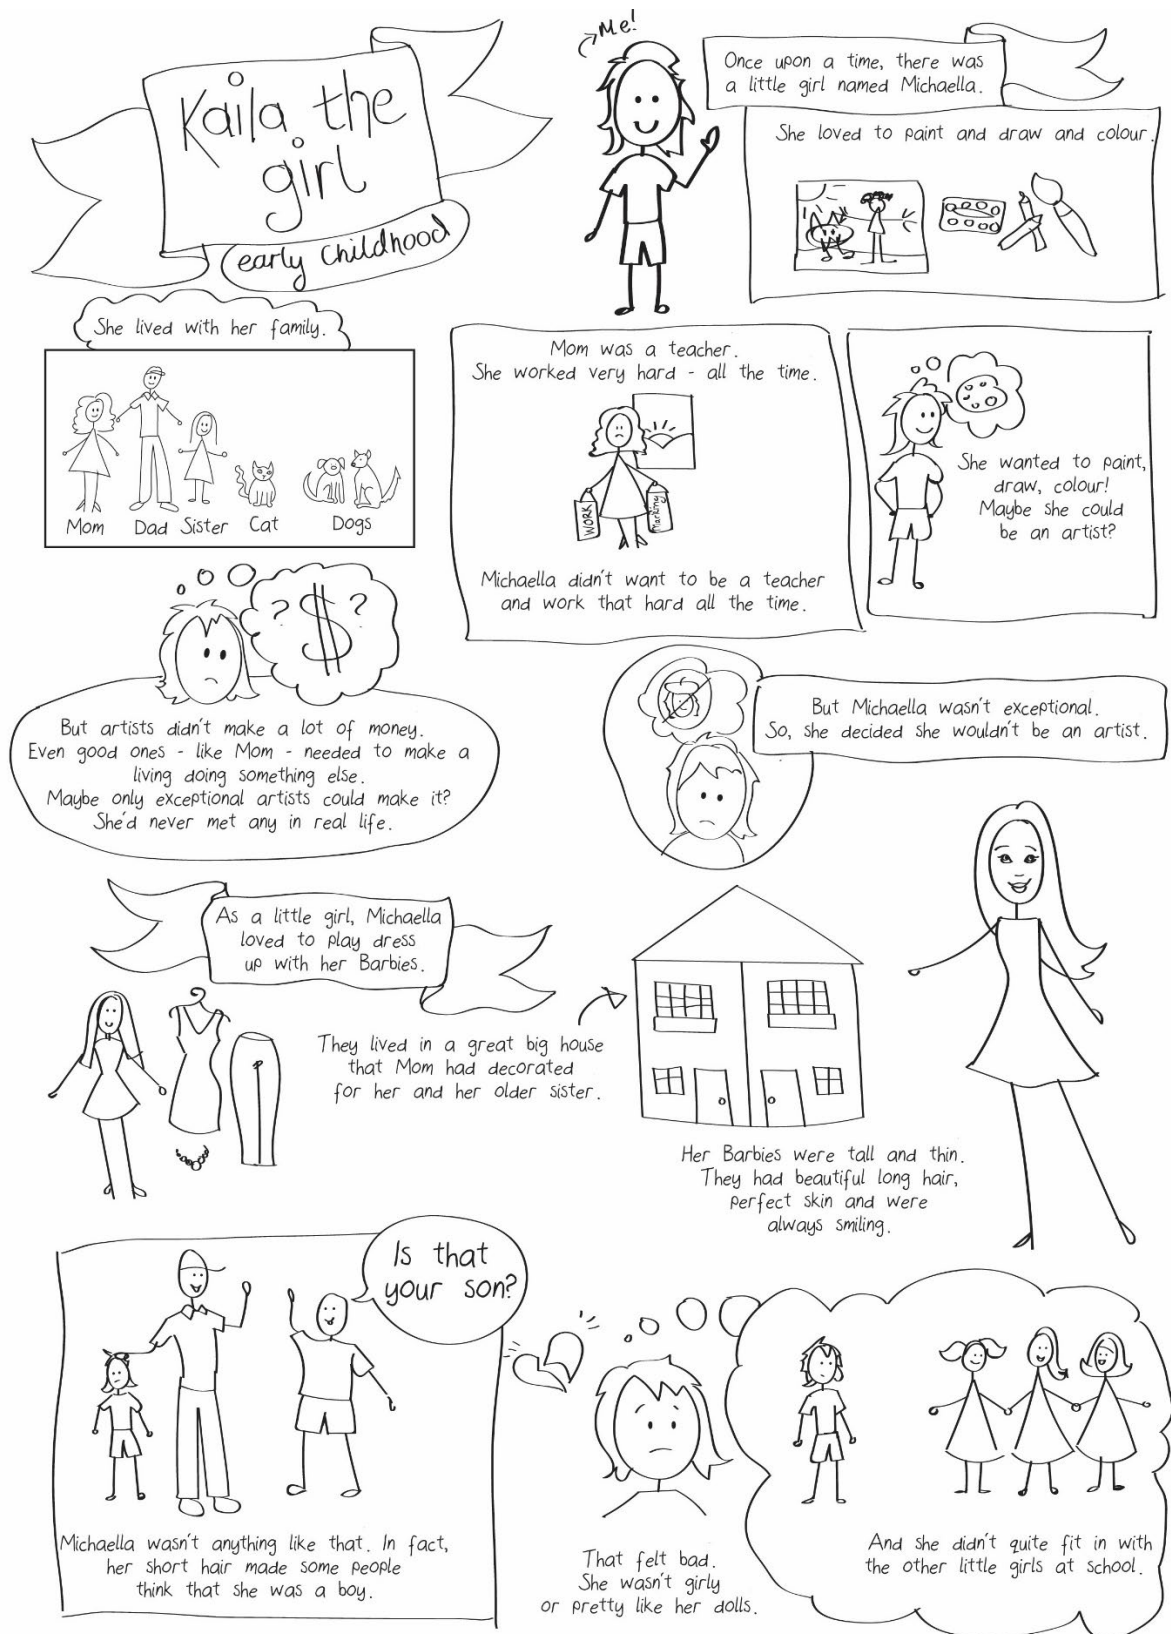 Kaila the
girl
early childhood
Me!
Once upon a time, there was
a little girl named Michaella.
She loved to paint and draw and colour.
She lived with her family.
Mom Dad Sister Cat Dogs
Mom was a teacher.
She worked very hard - all the time.
WORK
Marking
Michaella didn't want to be a teacher
and work that hard all the time.
She wanted to paint,
draw, colour!
Maybe she could
be an artist?
? $ ?
But artists didn't make a lot of money.
Even good ones - like Mom - needed to make a
living doing something else.
Maybe only exceptional artists could make it?
She'd never met any in real life.
But Michaella wasn't exceptional.
So, she decided she wouldn't be an artist.
As a little girl, Michaella
loved to play dress
up with her Barbies.
They lived in a great big house
that Mom had decorated
for her and her older sister.
Her Barbies were tall and thin.
They had beautiful long hair,
perfect skin and were
always smiling.
Is that
your son?
Michaella wasn't anything like that. In fact,
her short hair made some people
think that she was a boy.
That felt bad.
She wasn't girly
or pretty like her dolls.
And she didn't quite fit in with
the other little girls at school.